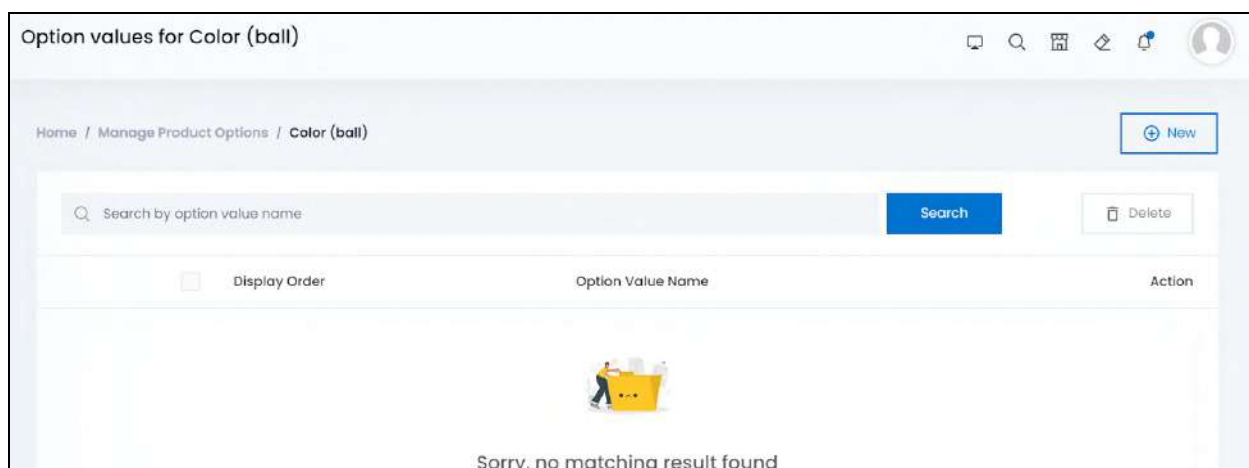 Option values for Color (ball)
Home / Manage Product Options / Color (ball)
New
Search by option value name
Search
Delete
Display Order
Option Value Name
Action
Sorry, no matching result found